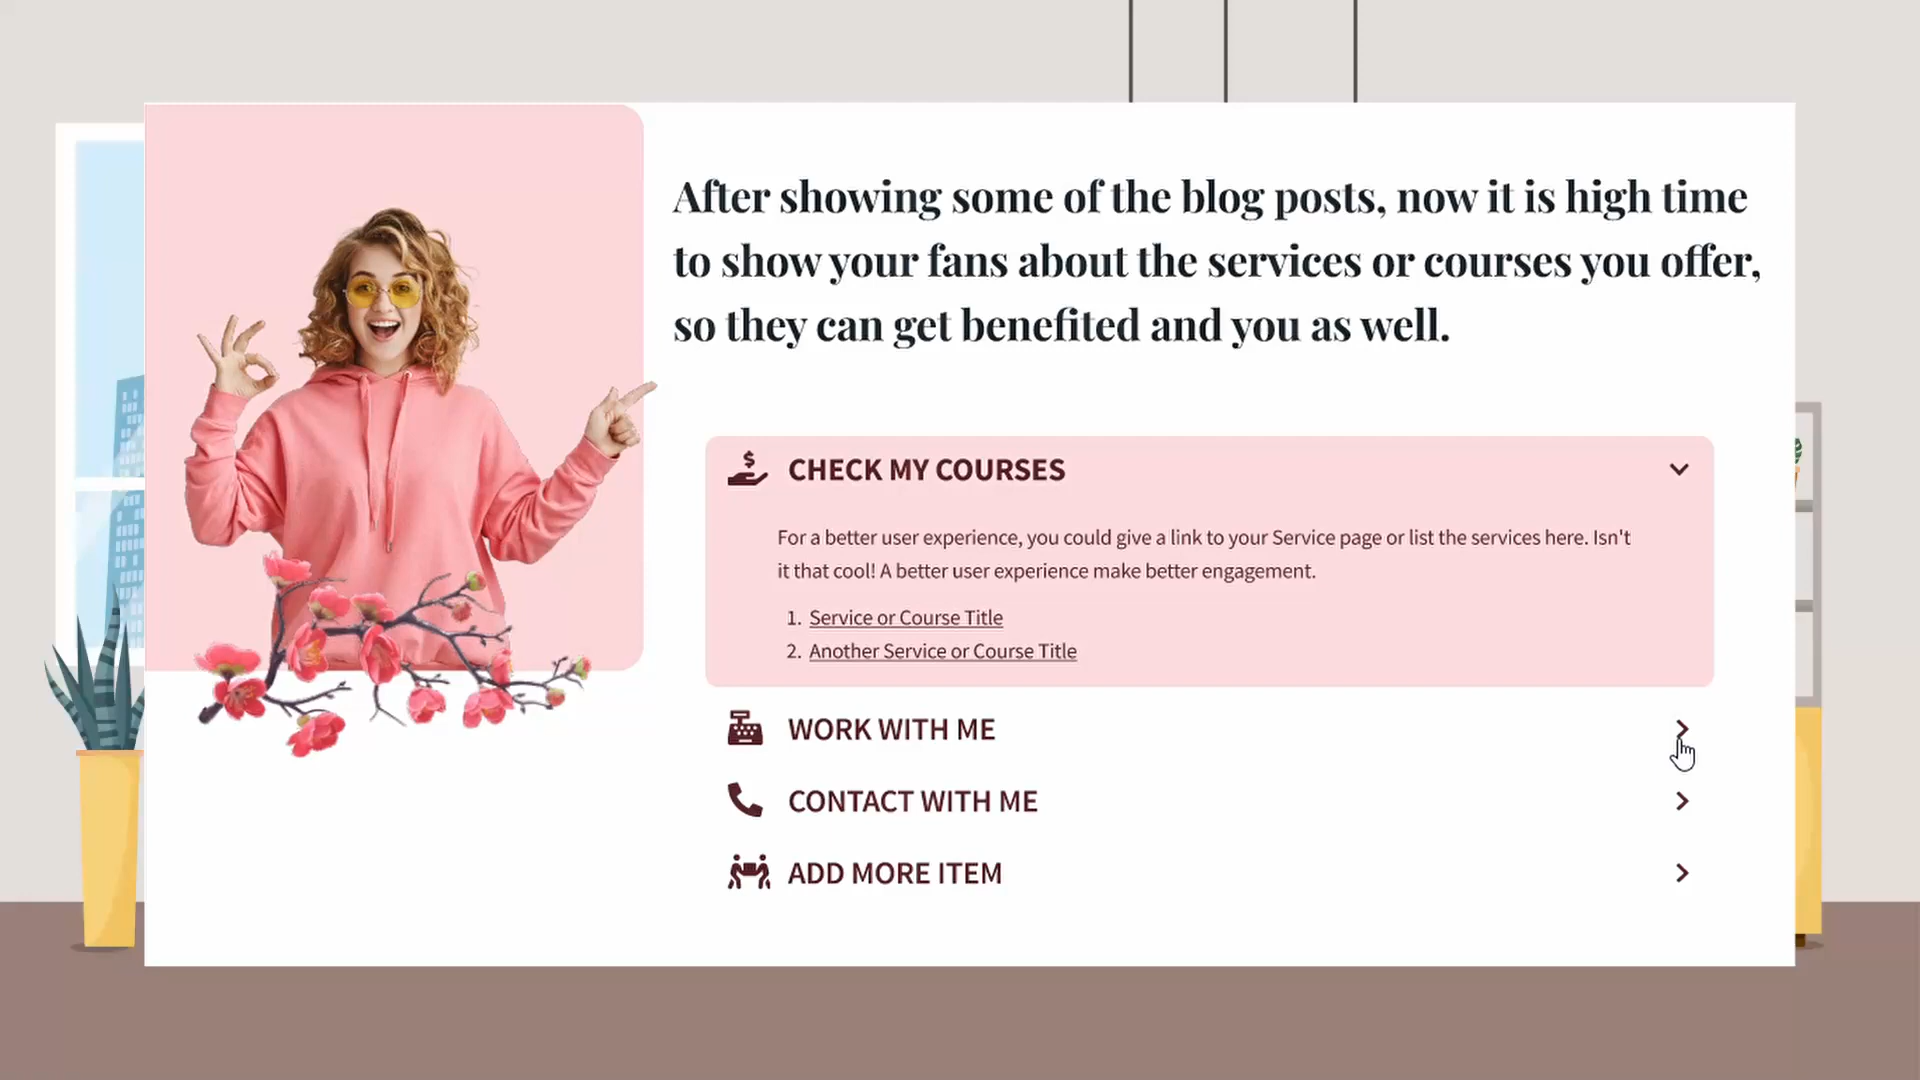 After showing some of the blog posts, now it is high time
to show your fans about the services or courses you offer,
so they can get benefited and you as well.
CHECK MY COURSES
For a better user experience, you could give a link to your Service page or list the services here. Isn't
it that cool! A better user experience make better engagement.
1. Service or Course Title
2. Another Service or Course Title
WORK WITH ME
CONTACT WITH ME
ADD MORE ITEM